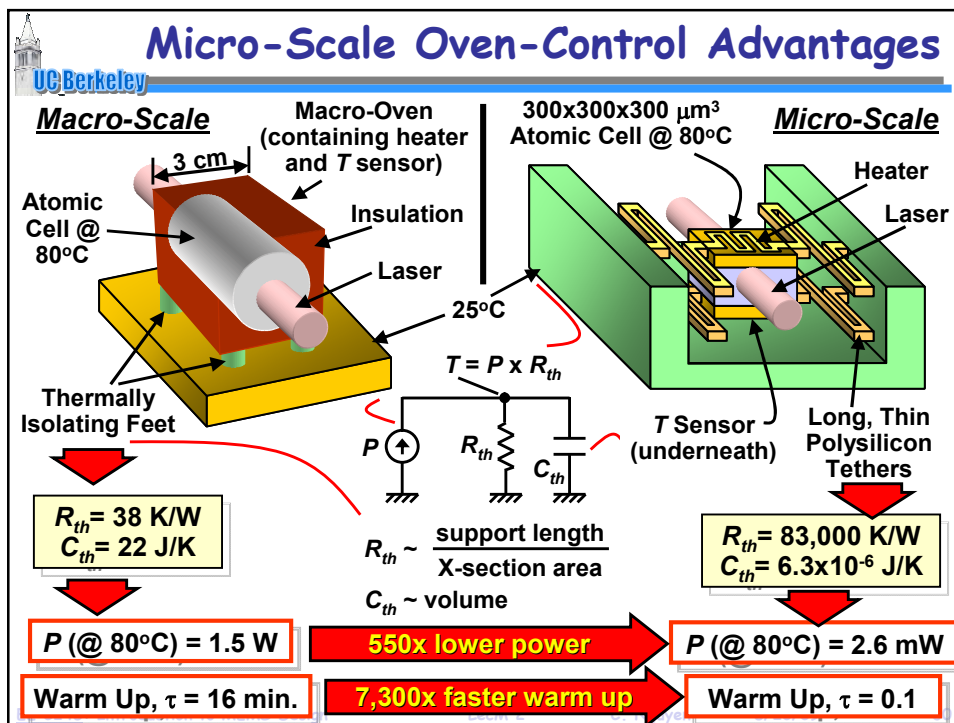 Micro-Scale Oven-Control Advantages
UC Berkeley
Macro-Scale
Macro-Oven
(containing heater
and T sensor)
3 cm
Atomic
Cell @
80°C
Insulation
Laser
Thermally
Isolating Feet
25°C
300x300x300 μm³
Atomic Cell @ 80°C
Micro-Scale
Heater
Laser
T Sensor
(underneath)
Long, Thin
Polysilicon
Tethers
T = P x Rth
P
Rth
Cth
Rth = 38 K/W
Cth = 22 J/K
Rth ~ support length
X-section area
Cth ~ volume
Rth = 83,000 K/W
Cth = 6.3x10⁻⁶ J/K
P (@ 80°C) = 1.5 W
550x lower power
P (@ 80°C) = 2.6 mW
Warm Up, τ = 16 min.
7,300x faster warm up
Warm Up, τ = 0.1